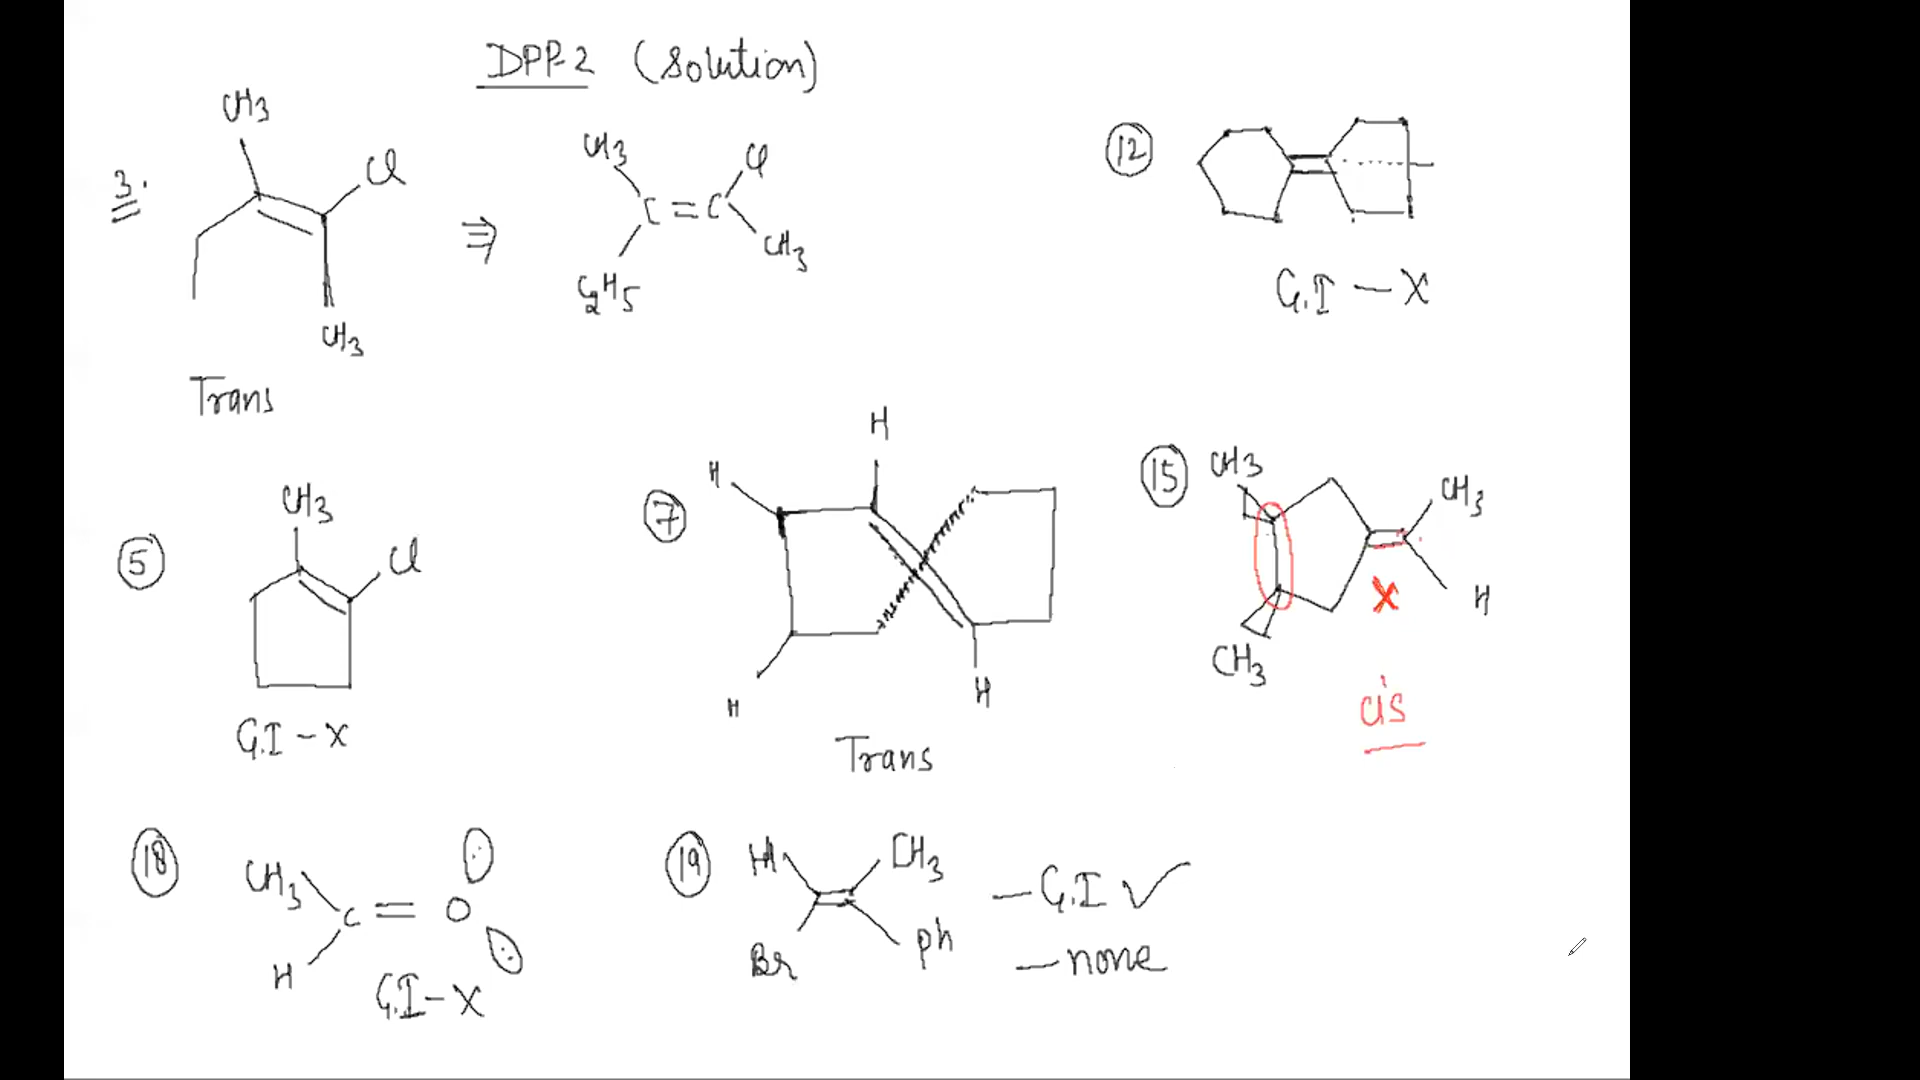 DPP-2 (Solution)
3.
CH3
Cl
CH3
Trans
⇒
CH3
Cl
C=C
C2H5
CH3
12
G.I – X
5
CH3
Cl
G.I – X
7
H
H
H
H
Trans
15
CH3
CH3
CH3
H
X
cis
18
CH3
C=O
H
G.I – X
19
H
CH3
Br
Ph
– G.I ✓
– none